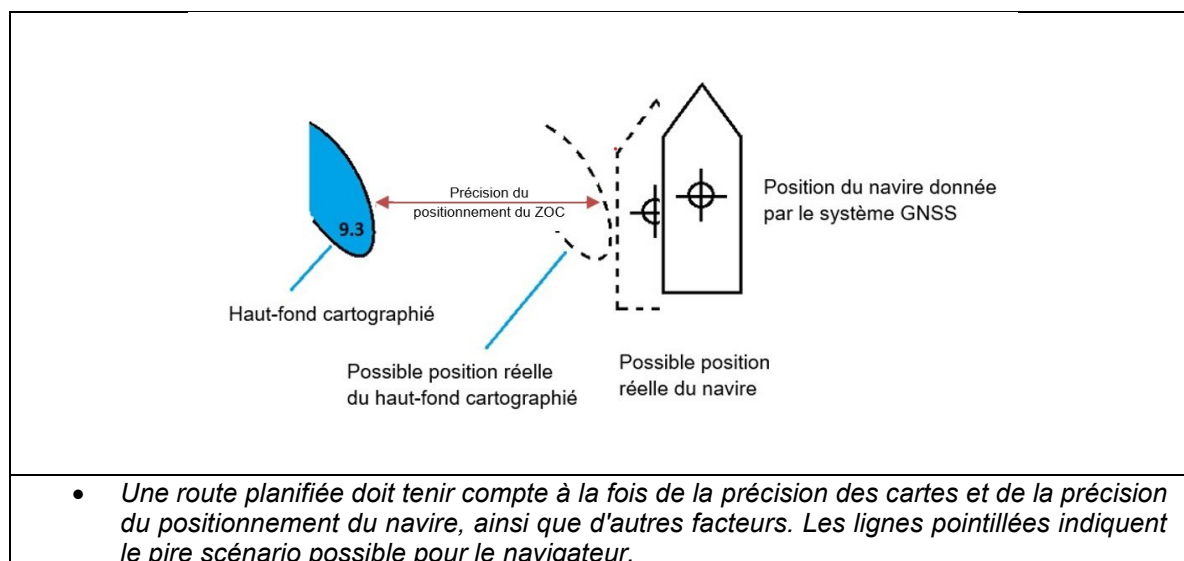 Précision du
positionnement du ZOC
Position du navire donnée
par le système GNSS
9.3
Haut-fond cartographié
Possible position réelle
du haut-fond cartographié
Possible position
réelle du navire
• Une route planifiée doit tenir compte à la fois de la précision des cartes et de la précision
du positionnement du navire, ainsi que d'autres facteurs. Les lignes pointillées indiquent
le pire scénario possible pour le navigateur.